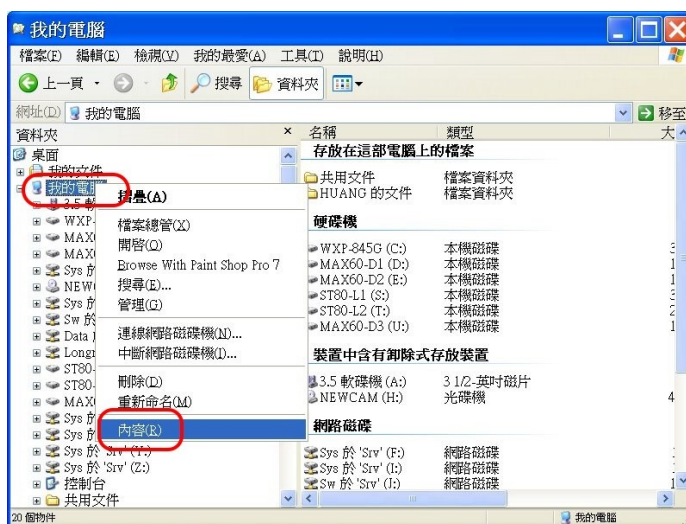 我的電腦
檔案(F) 編輯(E) 檢視(V) 我的最愛(A) 工具(T) 說明(H)
上一頁 搜尋 資料夾
網址(D) 我的電腦 移至
資料夾 ×
桌面
我的文件
我的電腦
3.5 軟
WXP-
MAX
MAX
Sys 於
NEW
Sys 於
Sw 於
Data
Longr
ST80-
ST80-
MAX
Sys 於
Sys 於
Sys 於 'Srv' (Y:)
Sys 於 'Srv' (Z:)
控制台
共用文件
摺疊(A)
檔案總管(X)
開啓(O)
Browse With Paint Shop Pro 7
搜尋(E)...
管理(G)
連線網路磁碟機(N)...
中斷網路磁碟機(I)...
刪除(D)
重新命名(M)
內容(R)
名稱 類型 大
存放在這部電腦上的檔案
共用文件 檔案資料夾
HUANG 的文件 檔案資料夾
硬碟機
WXP-845G (C:) 本機磁碟 3
MAX60-D1 (D:) 本機磁碟 1
MAX60-D2 (E:) 本機磁碟 1
ST80-L1 (S:) 本機磁碟 3
ST80-L2 (T:) 本機磁碟 2
MAX60-D3 (U:) 本機磁碟 1
裝置中含有卸除式存放裝置
3.5 軟碟機 (A:) 3 1/2-英吋磁片
NEWCAM (H:) 光碟機 4
網路磁碟
Sys 於 'Srv' (F:) 網路磁碟
Sys 於 'Srv' (I:) 網路磁碟
Sw 於 'Srv' (J:) 網路磁碟 1
20 個物件 我的電腦